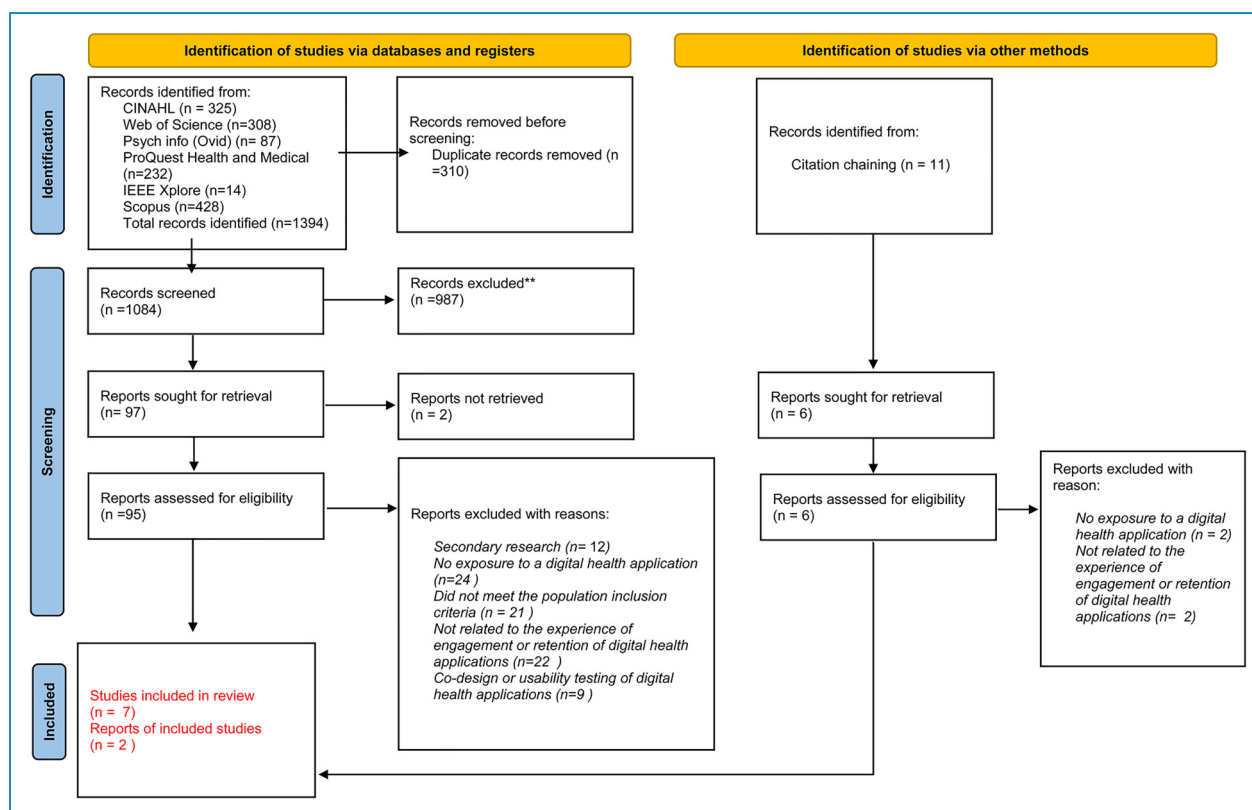 Identification of studies via databases and registers
Identification of studies via other methods
Identification
Records identified from:
CINAHL (n = 325)
Web of Science (n=308)
Psych info (Ovid) (n= 87)
ProQuest Health and Medical
(n=232)
IEEE Xplore (n=14)
Scopus (n=428)
Total records identified (n=1394)
Records removed before
screening:
Duplicate records removed (n
=310)
Records identified from:
Citation chaining (n = 11)
Screening
Records screened
(n =1084)
Records excluded**
(n =987)
Reports sought for retrieval
(n= 97)
Reports not retrieved
(n = 2)
Reports sought for retrieval
(n = 6)
Reports assessed for eligibility
(n =95)
Reports excluded with reasons:
Secondary research (n= 12)
No exposure to a digital health application
(n=24 )
Did not meet the population inclusion
criteria (n = 21 )
Not related to the experience of
engagement or retention of digital health
applications (n=22 )
Co-design or usability testing of digital
health applications (n=9 )
Reports assessed for eligibility
(n = 6)
Reports excluded with
reason:
No exposure to a digital
health application (n = 2)
Not related to the
experience of
engagement or retention
of digital health
applications (n= 2)
Included
Studies included in review
(n = 7)
Reports of included studies
(n = 2 )